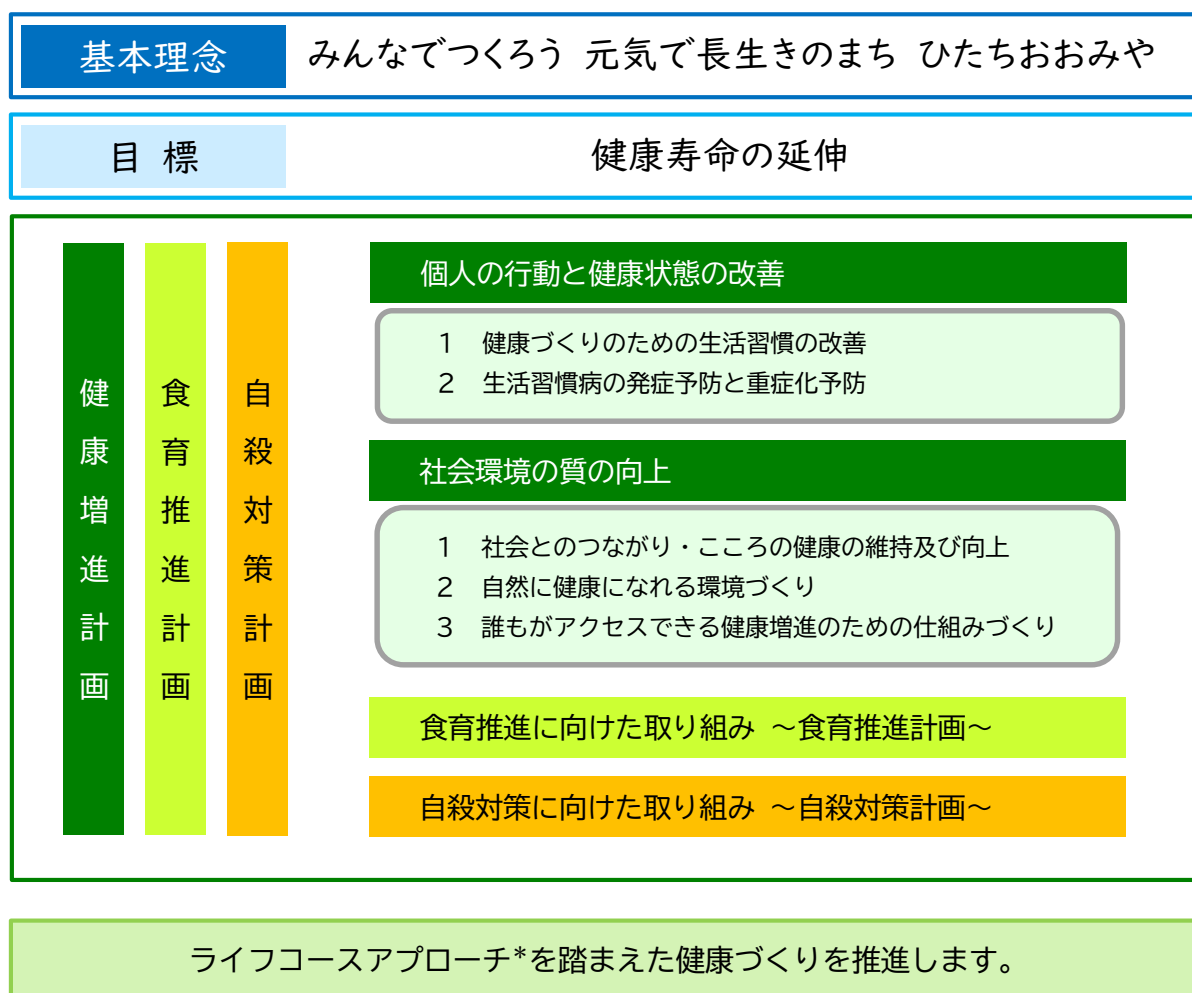 基本理念 みんなでつくろう 元気で長生きのまち ひたちおおみや
目 標 健康寿命の延伸
健康増進計画
食育推進計画
自殺対策計画
個人の行動と健康状態の改善
1 健康づくりのための生活習慣の改善
2 生活習慣病の発症予防と重症化予防
社会環境の質の向上
1 社会とのつながり・こころの健康の維持及び向上
2 自然に健康になれる環境づくり
3 誰もがアクセスできる健康増進のための仕組みづくり
食育推進に向けた取り組み ～食育推進計画～
自殺対策に向けた取り組み ～自殺対策計画～
ライフコースアプローチ*を踏まえた健康づくりを推進します。